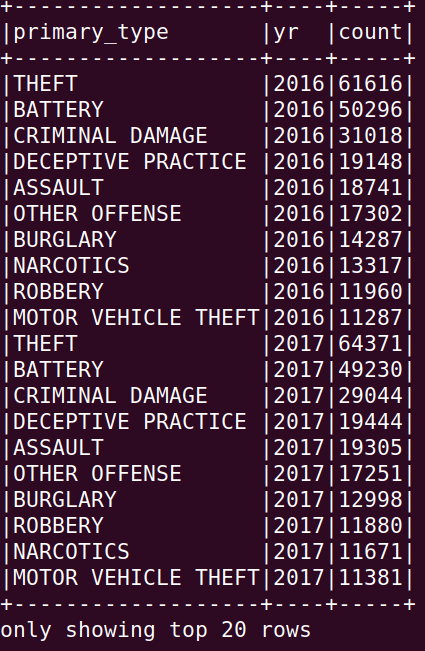 +-------------------+----+-----+
|primary_type       |yr  |count|
+-------------------+----+-----+
|THEFT              |2016|61616|
|BATTERY            |2016|50296|
|CRIMINAL DAMAGE    |2016|31018|
|DECEPTIVE PRACTICE |2016|19148|
|ASSAULT            |2016|18741|
|OTHER OFFENSE      |2016|17302|
|BURGLARY           |2016|14287|
|NARCOTICS          |2016|13317|
|ROBBERY            |2016|11960|
|MOTOR VEHICLE THEFT|2016|11287|
|THEFT              |2017|64371|
|BATTERY            |2017|49230|
|CRIMINAL DAMAGE    |2017|29044|
|DECEPTIVE PRACTICE |2017|19444|
|ASSAULT            |2017|19305|
|OTHER OFFENSE      |2017|17251|
|BURGLARY           |2017|12998|
|ROBBERY            |2017|11880|
|NARCOTICS          |2017|11671|
|MOTOR VEHICLE THEFT|2017|11381|
+-------------------+----+-----+
only showing top 20 rows